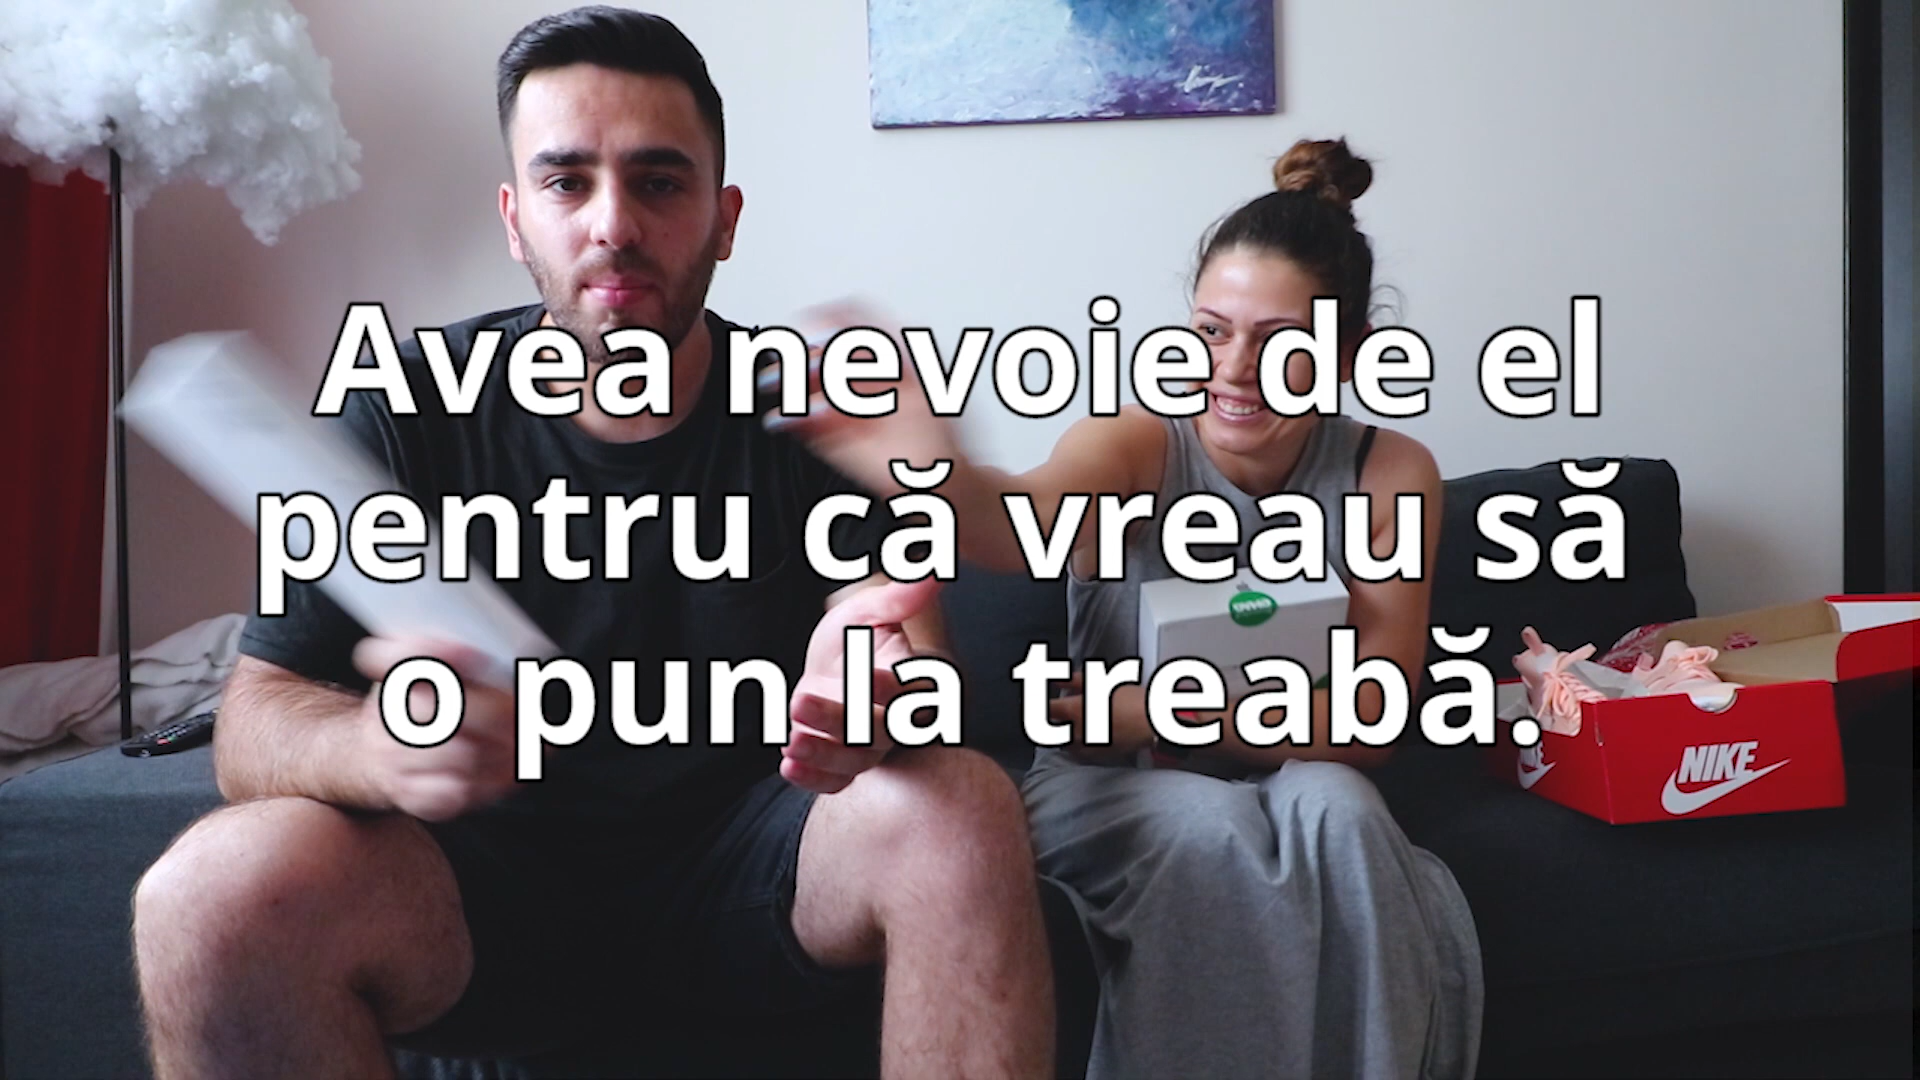 Avea nevoie de el
pentru că vreau să
o pun la treabă.
NIKE